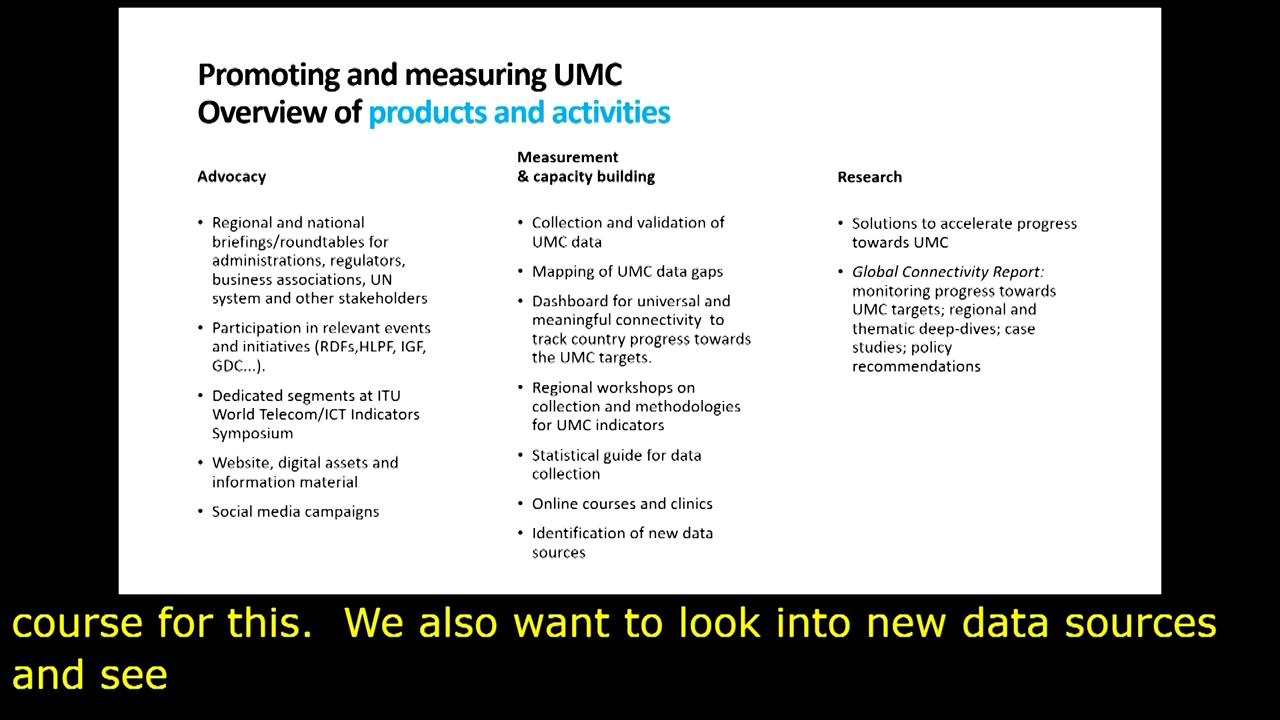 Promoting and measuring UMC
Overview of products and activities
Advocacy
• Regional and national
briefings/roundtables for
administrations, regulators,
business associations, UN
system and other stakeholders
• Participation in relevant events
and initiatives (RDFs,HLPF, IGF,
GDC...).
• Dedicated segments at ITU
World Telecom/ICT Indicators
Symposium
• Website, digital assets and
information material
• Social media campaigns
Measurement
& capacity building
• Collection and validation of
UMC data
• Mapping of UMC data gaps
• Dashboard for universal and
meaningful connectivity to
track country progress towards
the UMC targets.
• Regional workshops on
collection and methodologies
for UMC indicators
• Statistical guide for data
collection
• Online courses and clinics
• Identification of new data
sources
Research
• Solutions to accelerate progress
towards UMC
• Global Connectivity Report:
monitoring progress towards
UMC targets; regional and
thematic deep-dives; case
studies; policy
recommendations
course for this. We also want to look into new data sources
and see